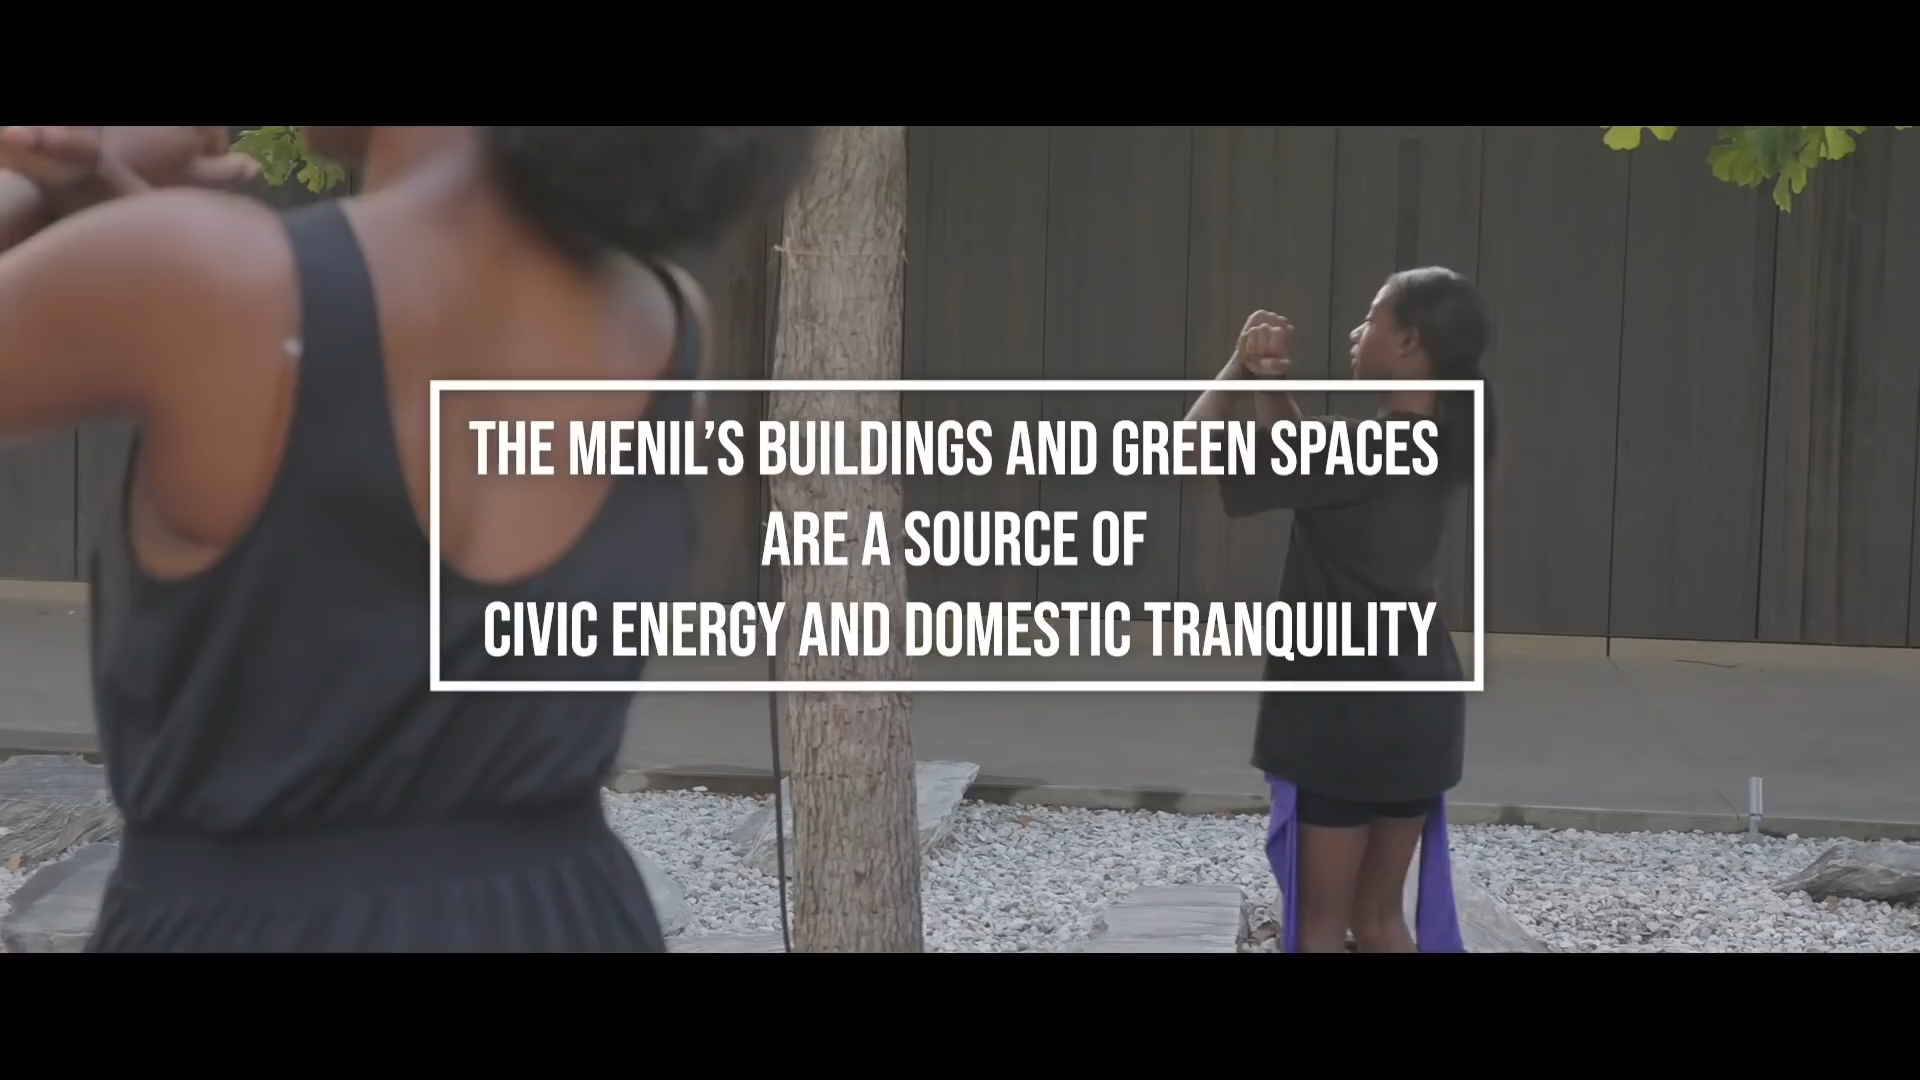 THE MENIL’S BUILDINGS AND GREEN SPACES
ARE A SOURCE OF
CIVIC ENERGY AND DOMESTIC TRANQUILITY